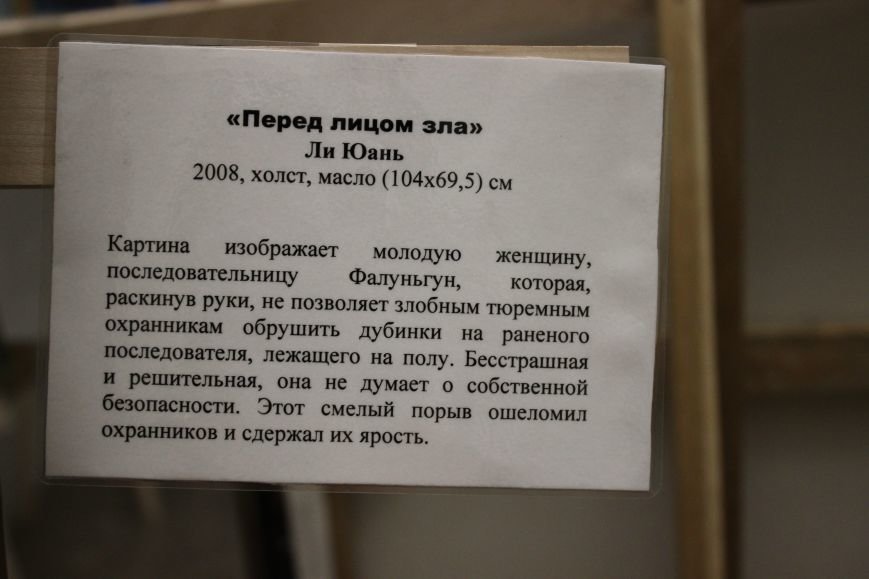 «Перед лицом зла»
Ли Юань
2008, холст, масло (104х69,5) см
Картина изображает молодую женщину,
последовательницу Фалуньгун, которая,
раскинув руки, не позволяет злобным тюремным
охранникам обрушить дубинки на раненого
последователя, лежащего на полу. Бесстрашная
и решительная, она не думает о собственной
безопасности. Этот смелый порыв ошеломил
охранников и сдержал их ярость.